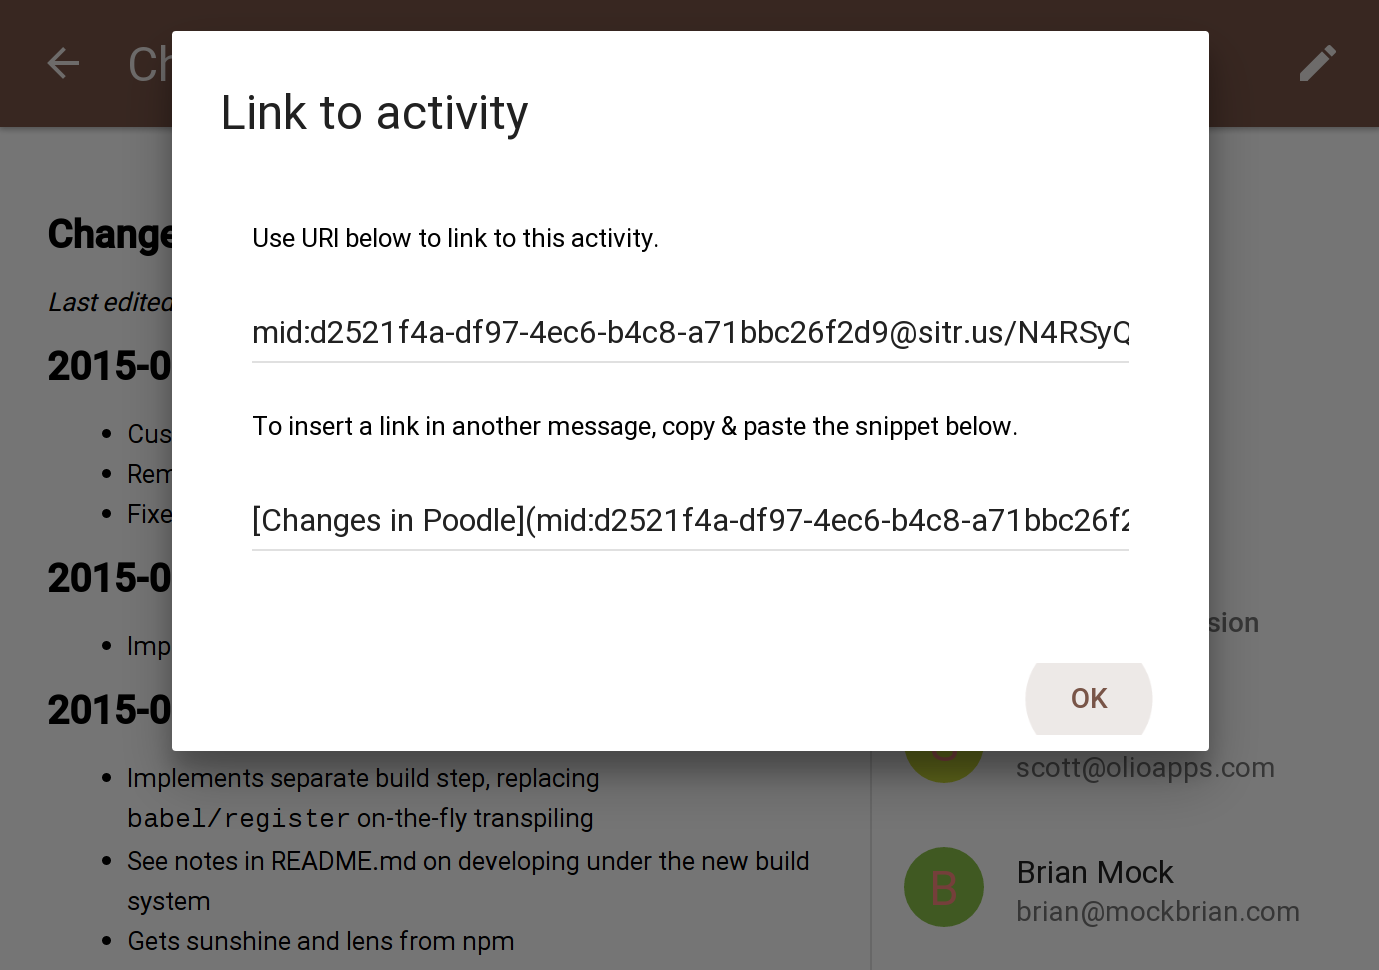 Link to activity
Use URI below to link to this activity.
mid:d2521f4a-df97-4ec6-b4c8-a71bbc26f2d9@sitr.us/N4RSyQ
To insert a link in another message, copy & paste the snippet below.
[Changes in Poodle](mid:d2521f4a-df97-4ec6-b4c8-a71bbc26f2
OK
Ch
Change
Last edited
2015-0
Cus
Rem
Fixe
2015-0
Imp
2015-0
Implements separate build step, replacing
babel/register on-the-fly transpiling
See notes in README.md on developing under the new build
system
Gets sunshine and lens from npm
sion
scott@olioapps.com
B
Brian Mock
brian@mockbrian.com